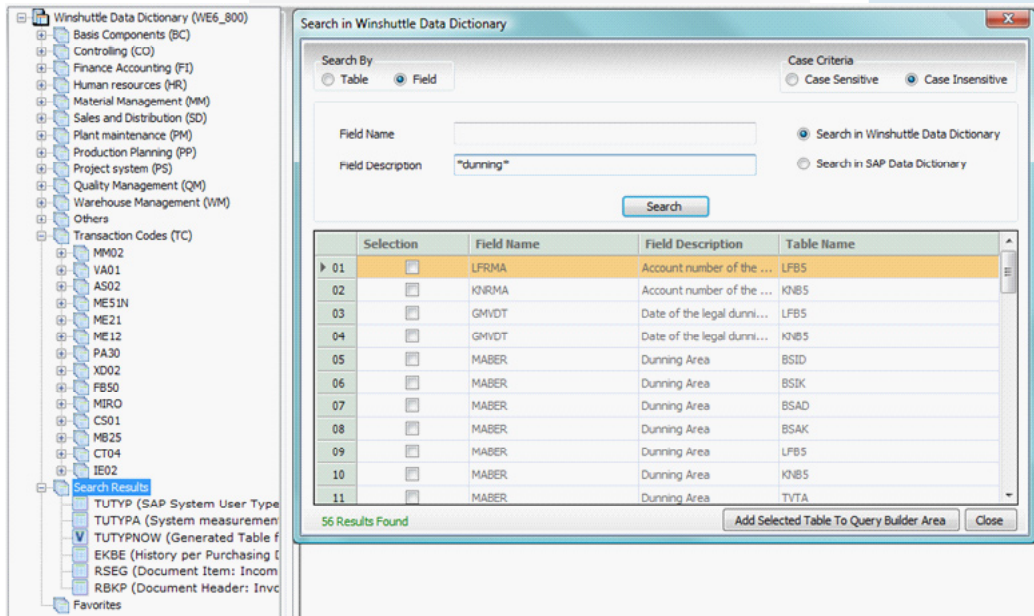 Winshuttle Data Dictionary (WE6_800)
Basis Components (BC)
Controlling (CO)
Finance Accounting (FI)
Human resources (HR)
Material Management (MM)
Sales and Distribution (SD)
Plant maintenance (PM)
Production Planning (PP)
Project system (PS)
Quality Management (QM)
Warehouse Management (WM)
Others
Transaction Codes (TC)
MM02
VA01
AS02
ME51N
ME21
ME12
PA30
XD02
FB50
MIRO
CS01
MB25
CT04
IE02
Search Results
TUTYP (SAP System User Type
TUTYPA (System measuremen
V TUTYPNOW (Generated Table f
EKBE (History per Purchasing D
RSEG (Document Item: Incom
RBKP (Document Header: Invc
Favorites
Search in Winshuttle Data Dictionary
Search By
Table Field
Case Criteria
Case Sensitive Case Insensitive
Field Name
Search in Winshuttle Data Dictionary
Field Description *dunning*
Search in SAP Data Dictionary
Search
Selection Field Name Field Description Table Name
01 LFRMA Account number of the ... LFB5
02 KNRMA Account number of the ... KNB5
03 GMVDT Date of the legal dunni... LFB5
04 GMVDT Date of the legal dunni... KNB5
05 MABER Dunning Area BSID
06 MABER Dunning Area BSIK
07 MABER Dunning Area BSAD
08 MABER Dunning Area BSAK
09 MABER Dunning Area LFB5
10 MABER Dunning Area KNB5
11 MABER Dunning Area TVTA
56 Results Found
Add Selected Table To Query Builder Area Close